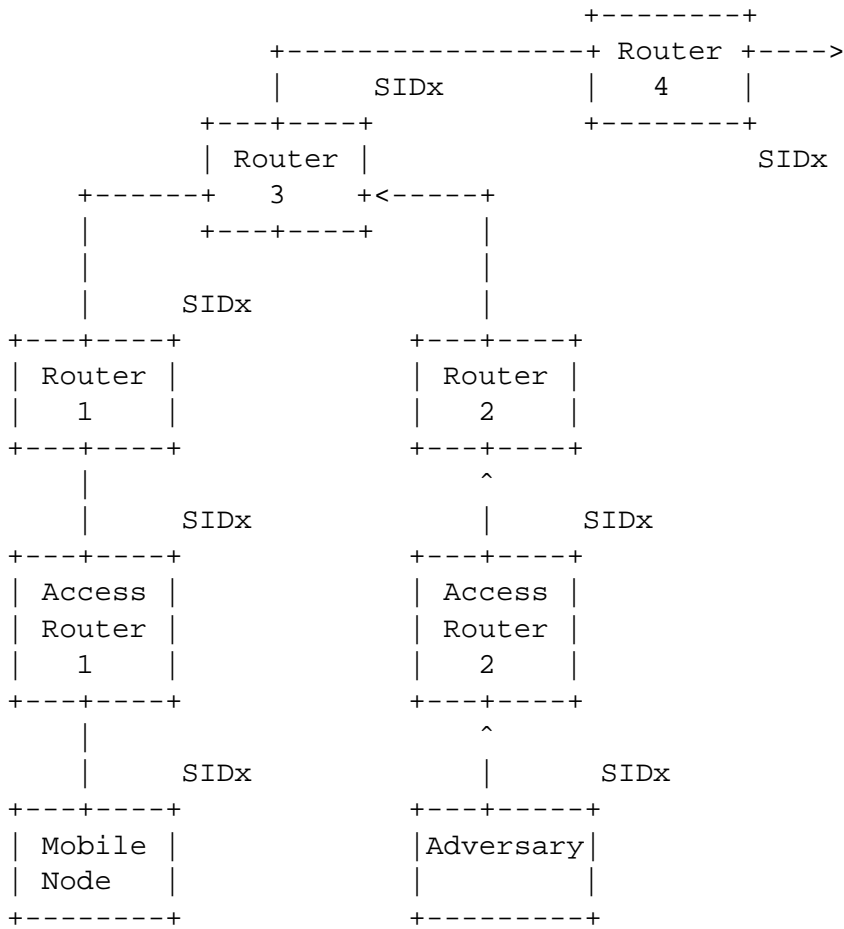 +--------+
                +-----------------+ Router +---->
                |      SIDx       |   4    |
            +---+----+            +--------+
            | Router |                        SIDx
     +------+   3    +<-----+
     |      +---+----+      |
     |                      |
     |     SIDx             |
 +---+----+             +---+----+
 | Router |             | Router |
 |   1    |             |   2    |
 +---+----+             +---+----+
     |                      ^
     |     SIDx             |     SIDx
 +---+----+             +---+----+
 | Access |             | Access |
 | Router |             | Router |
 |   1    |             |   2    |
 +---+----+             +---+----+
     |                      ^
     |     SIDx             |      SIDx
 +---+----+             +---+-----+
 | Mobile |             |Adversary|
 | Node   |             |         |
 +--------+             +---------+